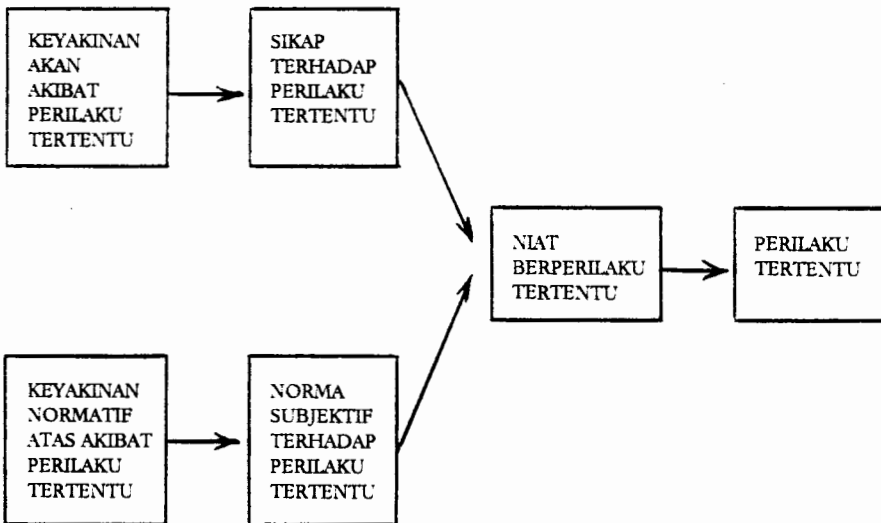 KEYAKINAN
AKAN
AKIBAT
PERILAKU
TERTENTU
SIKAP
TERHADAP
PERILAKU
TERTENTU
NIAT
BERPERILAKU
TERTENTU
PERILAKU
TERTENTU
KEYAKINAN
NORMATIF
ATAS AKIBAT
PERILAKU
TERTENTU
NORMA
SUBJEKTIF
TERHADAP
PERILAKU
TERTENTU